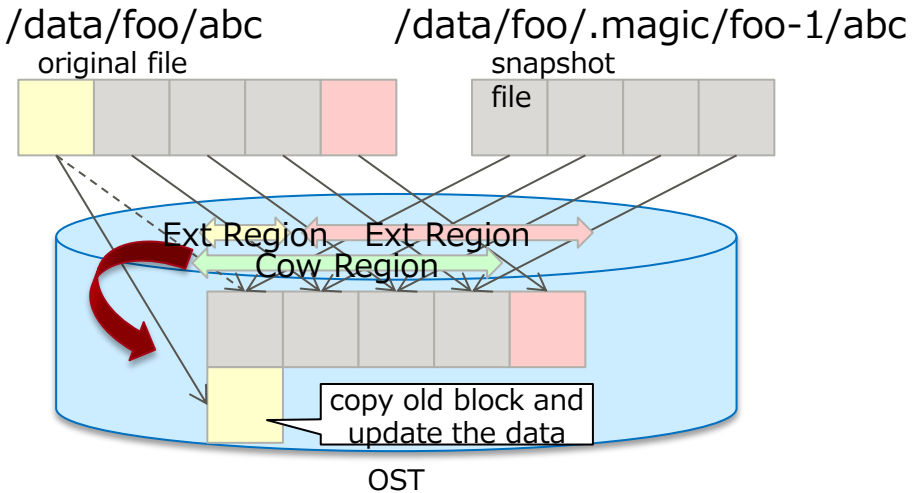 /data/foo/abc
/data/foo/.magic/foo-1/abc
original file
snapshot
file
Ext Region
Ext Region
Cow Region
copy old block and
update the data
OST